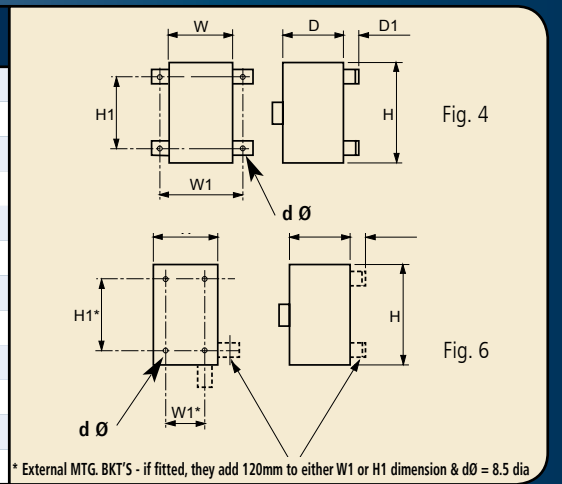 W
D
D1
H1
H
Fig. 4
W1
d Ø
H1*
H
Fig. 6
W1*
d Ø
* External MTG. BKT'S - if fitted, they add 120mm to either W1 or H1 dimension & dØ = 8.5 dia